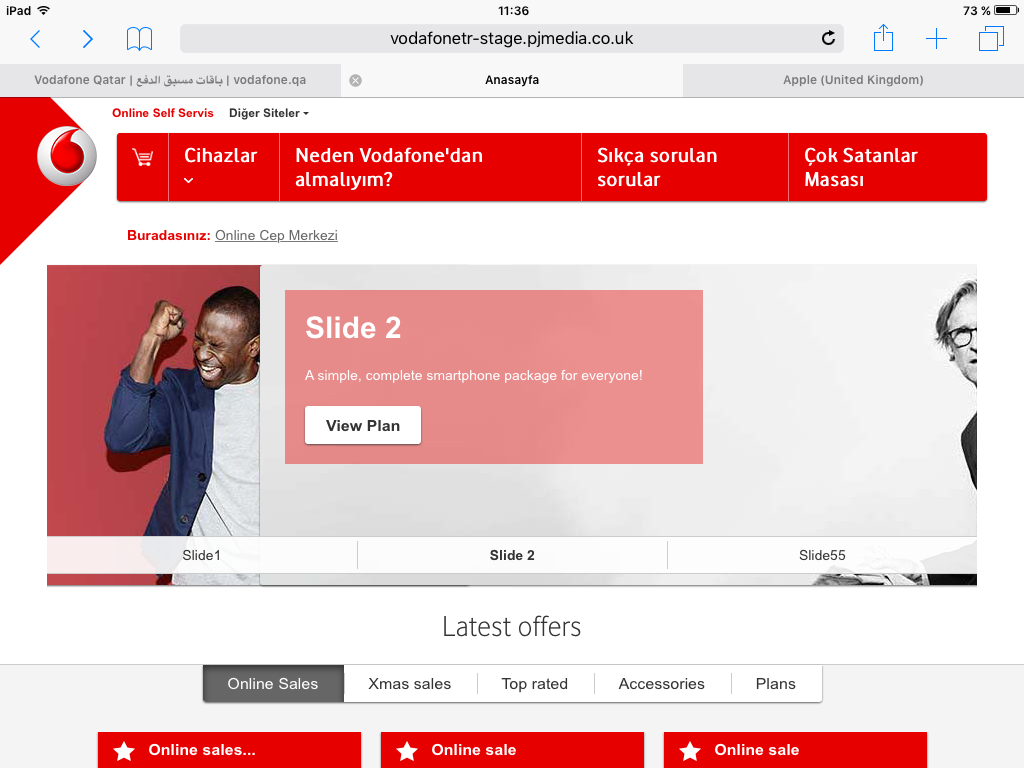 iPad 11:36 73 %
vodafonetr-stage.pjmedia.co.uk
Vodafone Qatar | باقات مسبق الدفع | vodafone.qa Anasayfa Apple (United Kingdom)
Online Self Servis Diğer Siteler
Cihazlar
Neden Vodafone'dan
almalıyım?
Sıkça sorulan
sorular
Çok Satanlar
Masası
Buradasınız: Online Cep Merkezi
Slide 2
A simple, complete smartphone package for everyone!
View Plan
Slide1 Slide 2 Slide55
Latest offers
Online Sales Xmas sales Top rated Accessories Plans
Online sales... Online sale Online sale